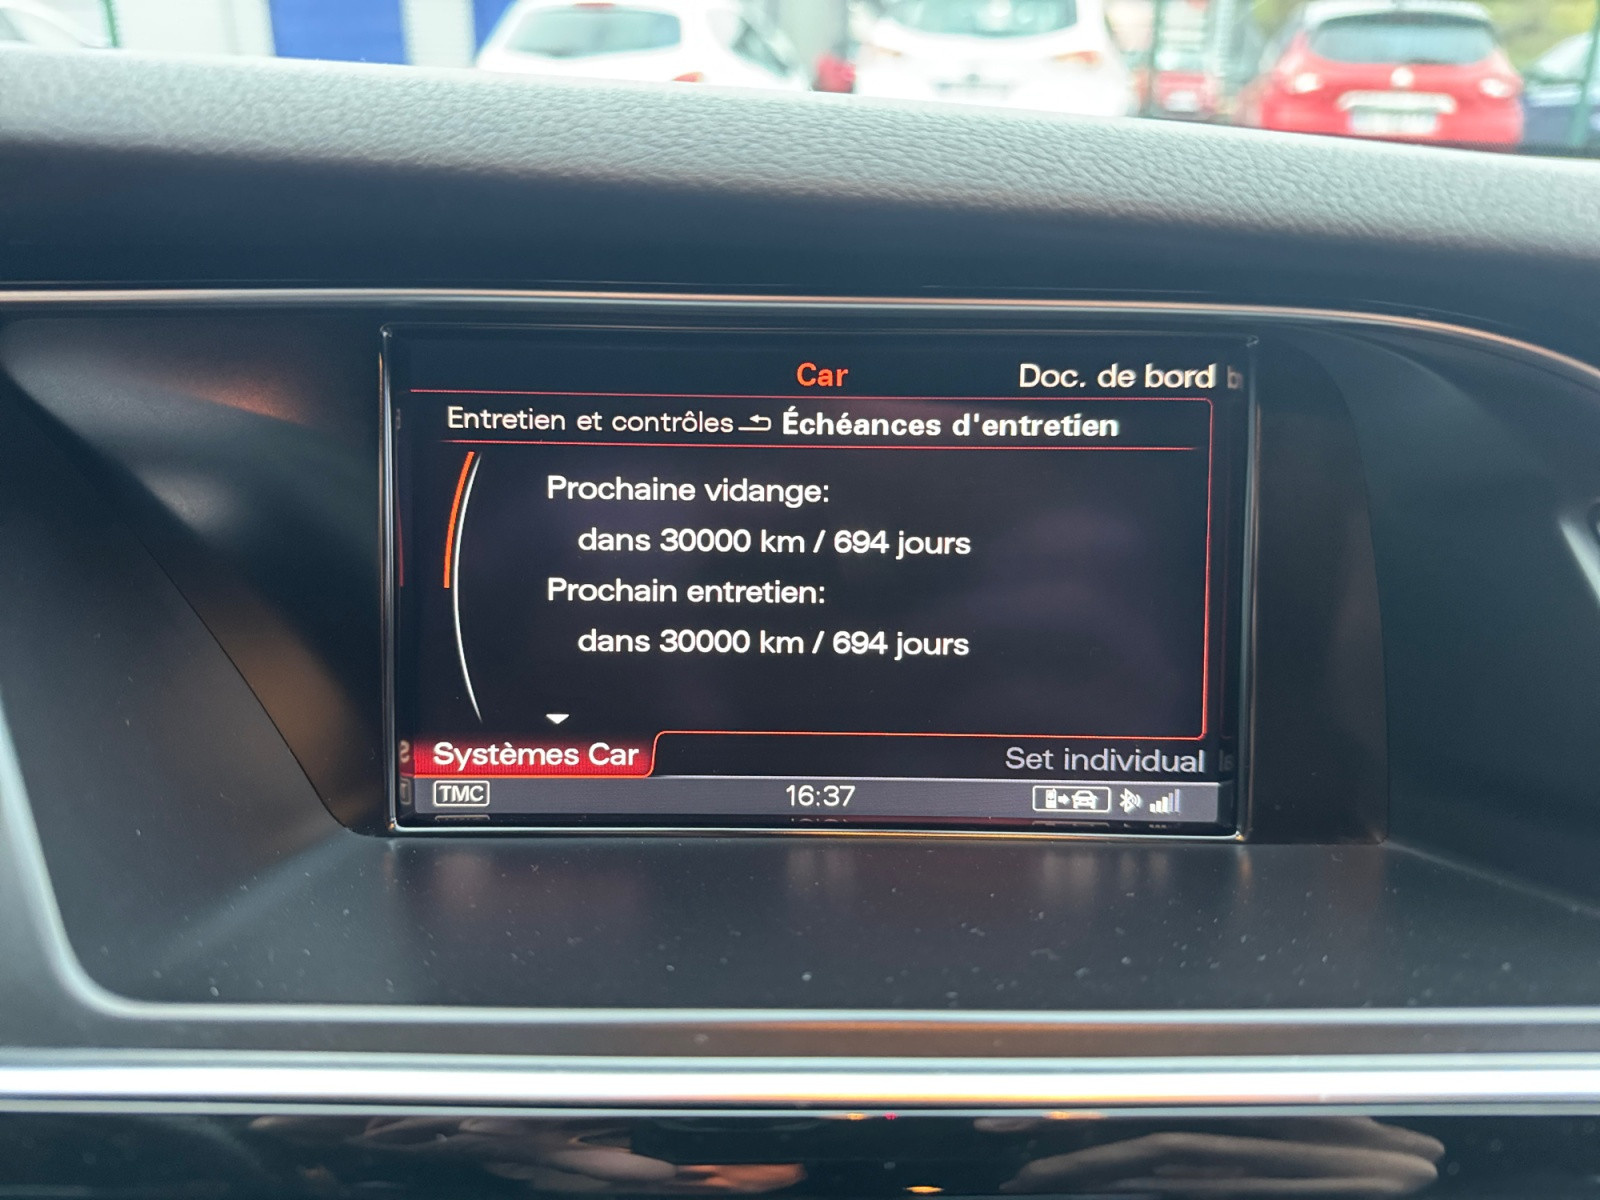 Car Doc. de bord
Entretien et contrôles Échéances d'entretien
Prochaine vidange:
dans 30000 km / 694 jours
Prochain entretien:
dans 30000 km / 694 jours
Systèmes Car Set individual
TMC 16:37